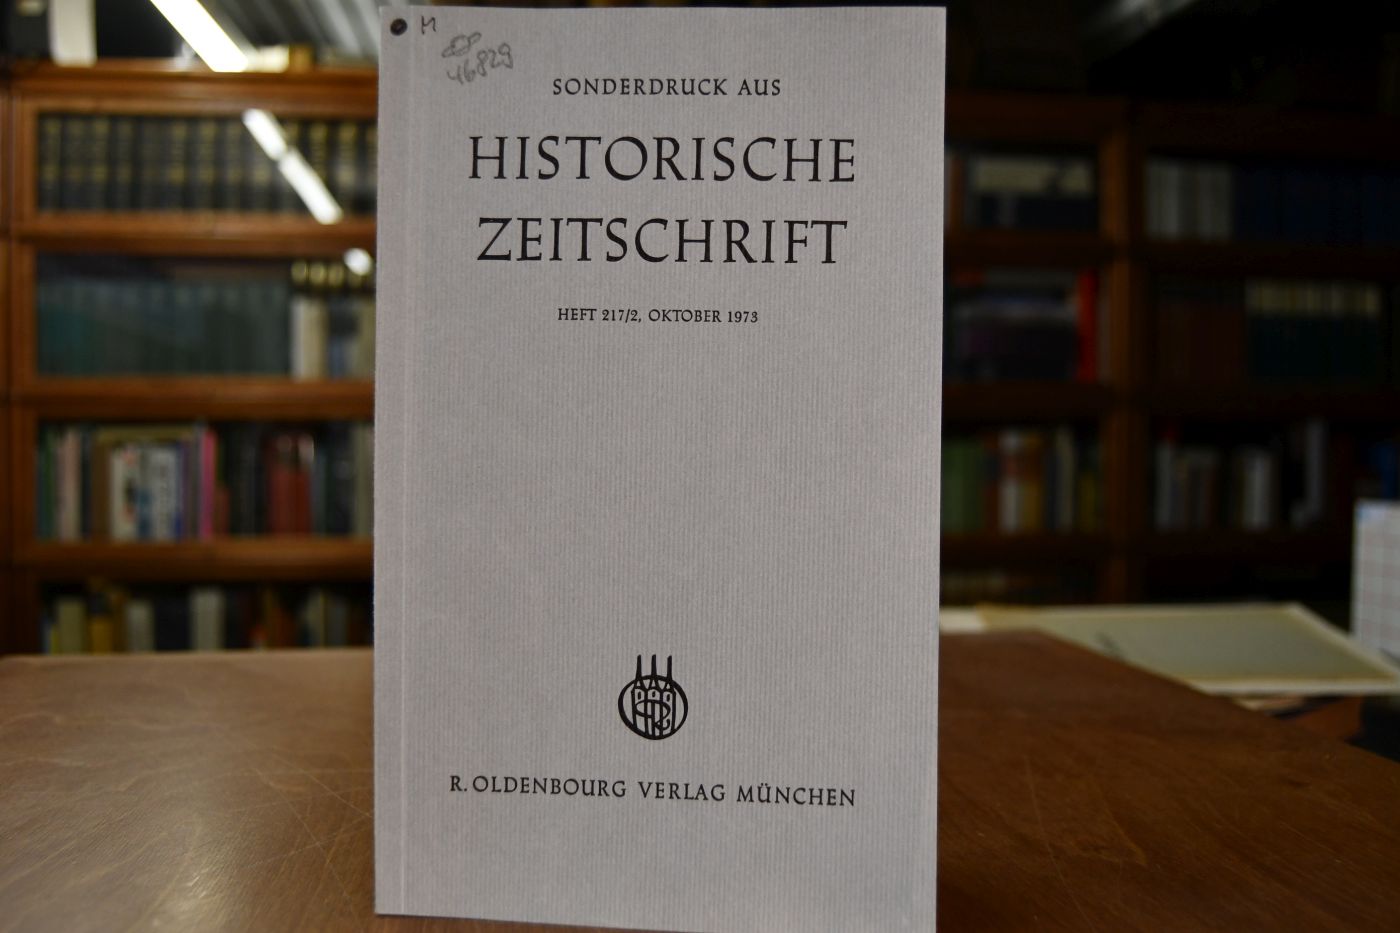 M
46829
SONDERDRUCK AUS
HISTORISCHE
ZEITSCHRIFT
HEFT 217/2, OKTOBER 1973
R. OLDENBOURG VERLAG MÜNCHEN